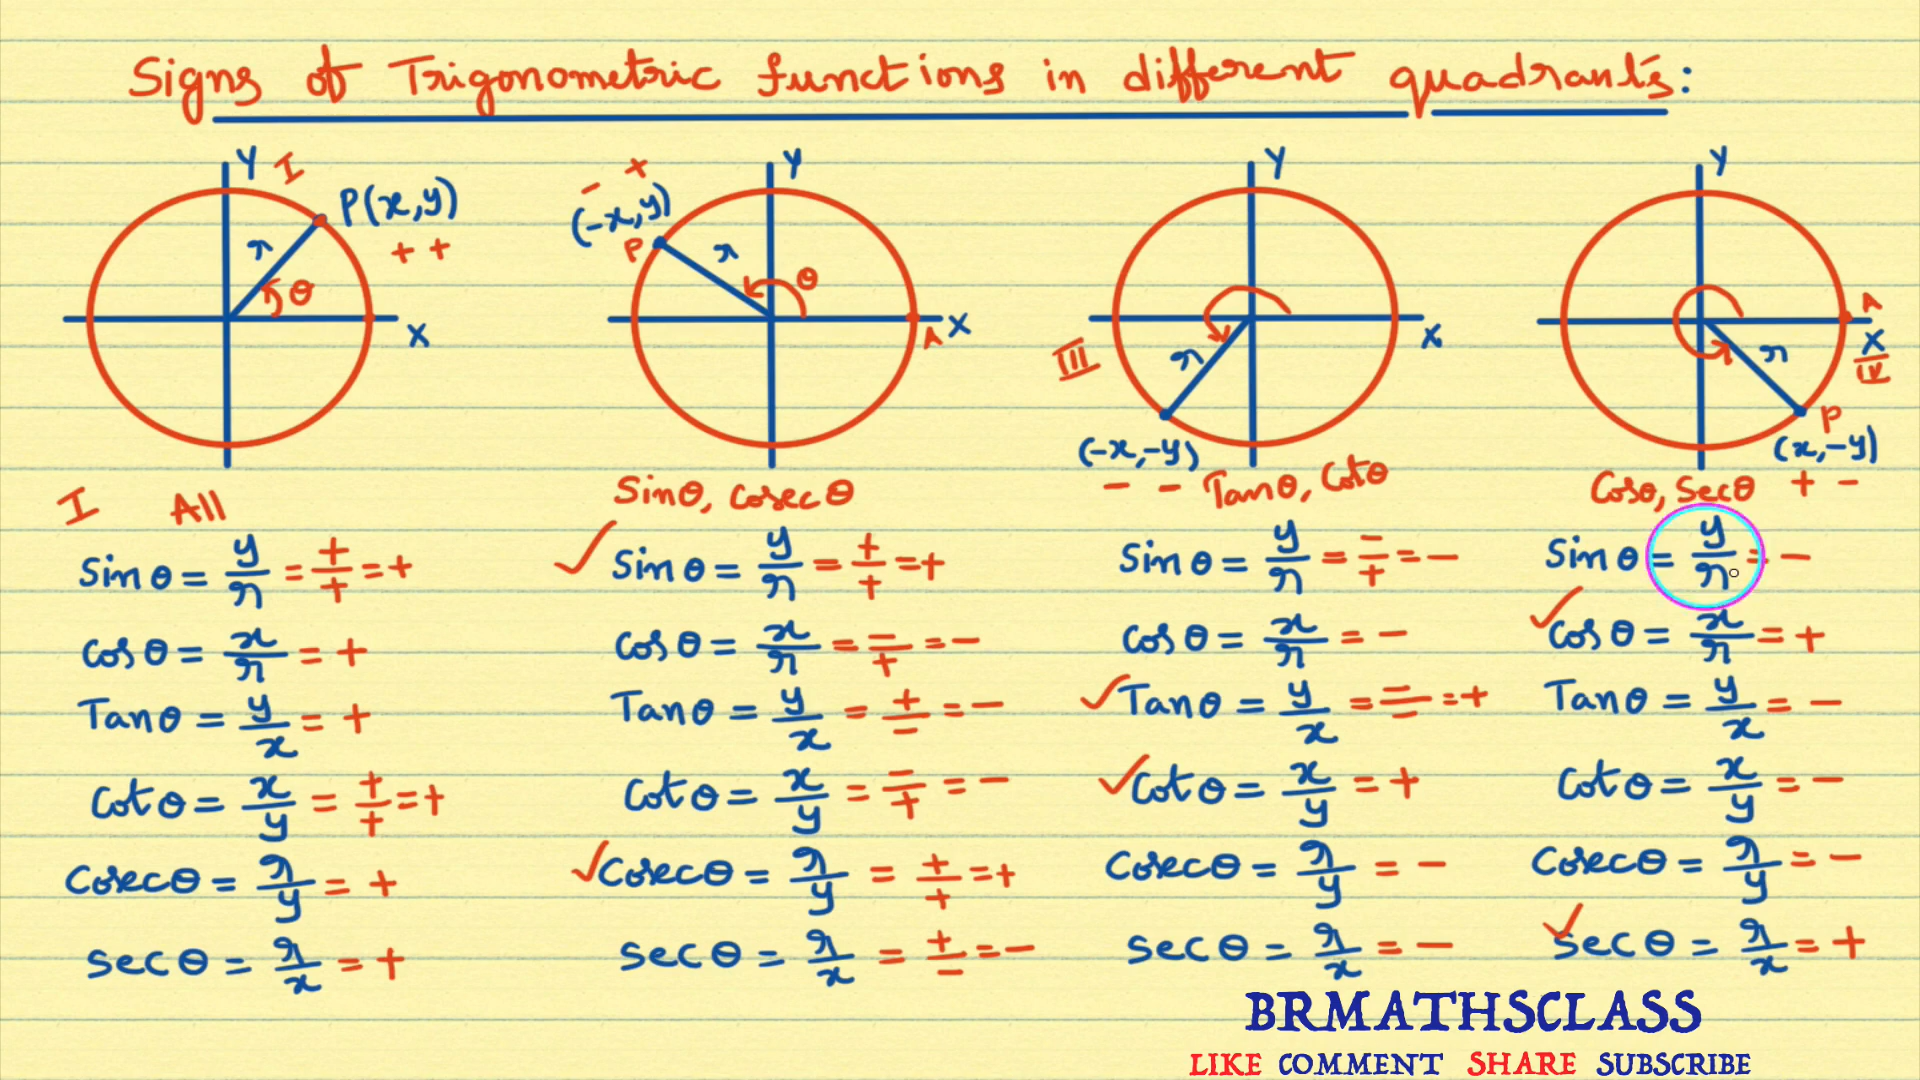 Signs of Trigonometric functions in different quadrants:
Y I P(x,y) + + r θ X
- + (-x,y) P r θ Y A X
Y III r X (-x,-y) - -
Y A X IV r P (x,-y) + -
I All
Sinθ, Cosecθ
Tanθ, Cotθ
Cosθ, Secθ
Sinθ = y/r = +/+ = +
Cosθ = x/r = +
Tanθ = y/x = +
Cotθ = x/y = +/+ = +
Cosecθ = r/y = +
Secθ = r/x = +
✓ Sinθ = y/r = +/+ = +
Cosθ = x/r = -/+ = -
Tanθ = y/x = +/- = -
Cotθ = x/y = -/+ = -
✓ Cosecθ = r/y = +/+ = +
Secθ = r/x = +/- = -
Sinθ = y/r = -/+ = -
Cosθ = x/r = -
✓ Tanθ = y/x = -/- = +
✓ Cotθ = x/y = +
Cosecθ = r/y = -
Secθ = r/x = -
Sinθ = y/r = -
✓ Cosθ = x/r = +
Tanθ = y/x = -
Cotθ = x/y = -
Cosecθ = r/y = -
✓ Secθ = r/x = +
BRMATHSCLASS
LIKE COMMENT SHARE SUBSCRIBE